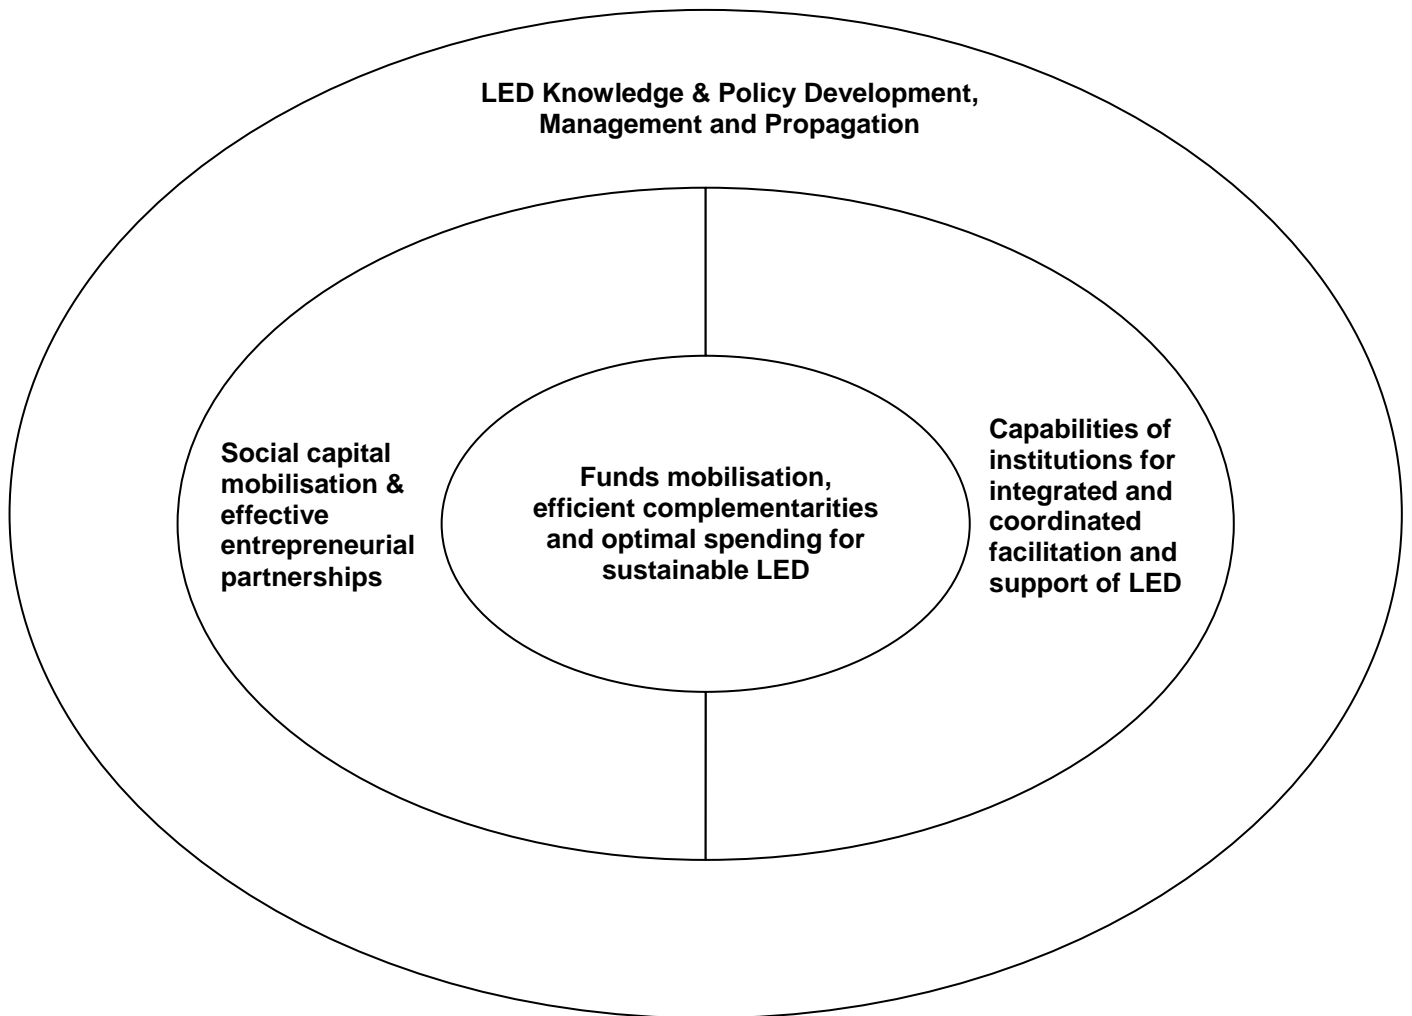 LED Knowledge & Policy Development,
Management and Propagation
Social capital
mobilisation &
effective
entrepreneurial
partnerships
Funds mobilisation,
efficient complementarities
and optimal spending for
sustainable LED
Capabilities of
institutions for
integrated and
coordinated
facilitation and
support of LED